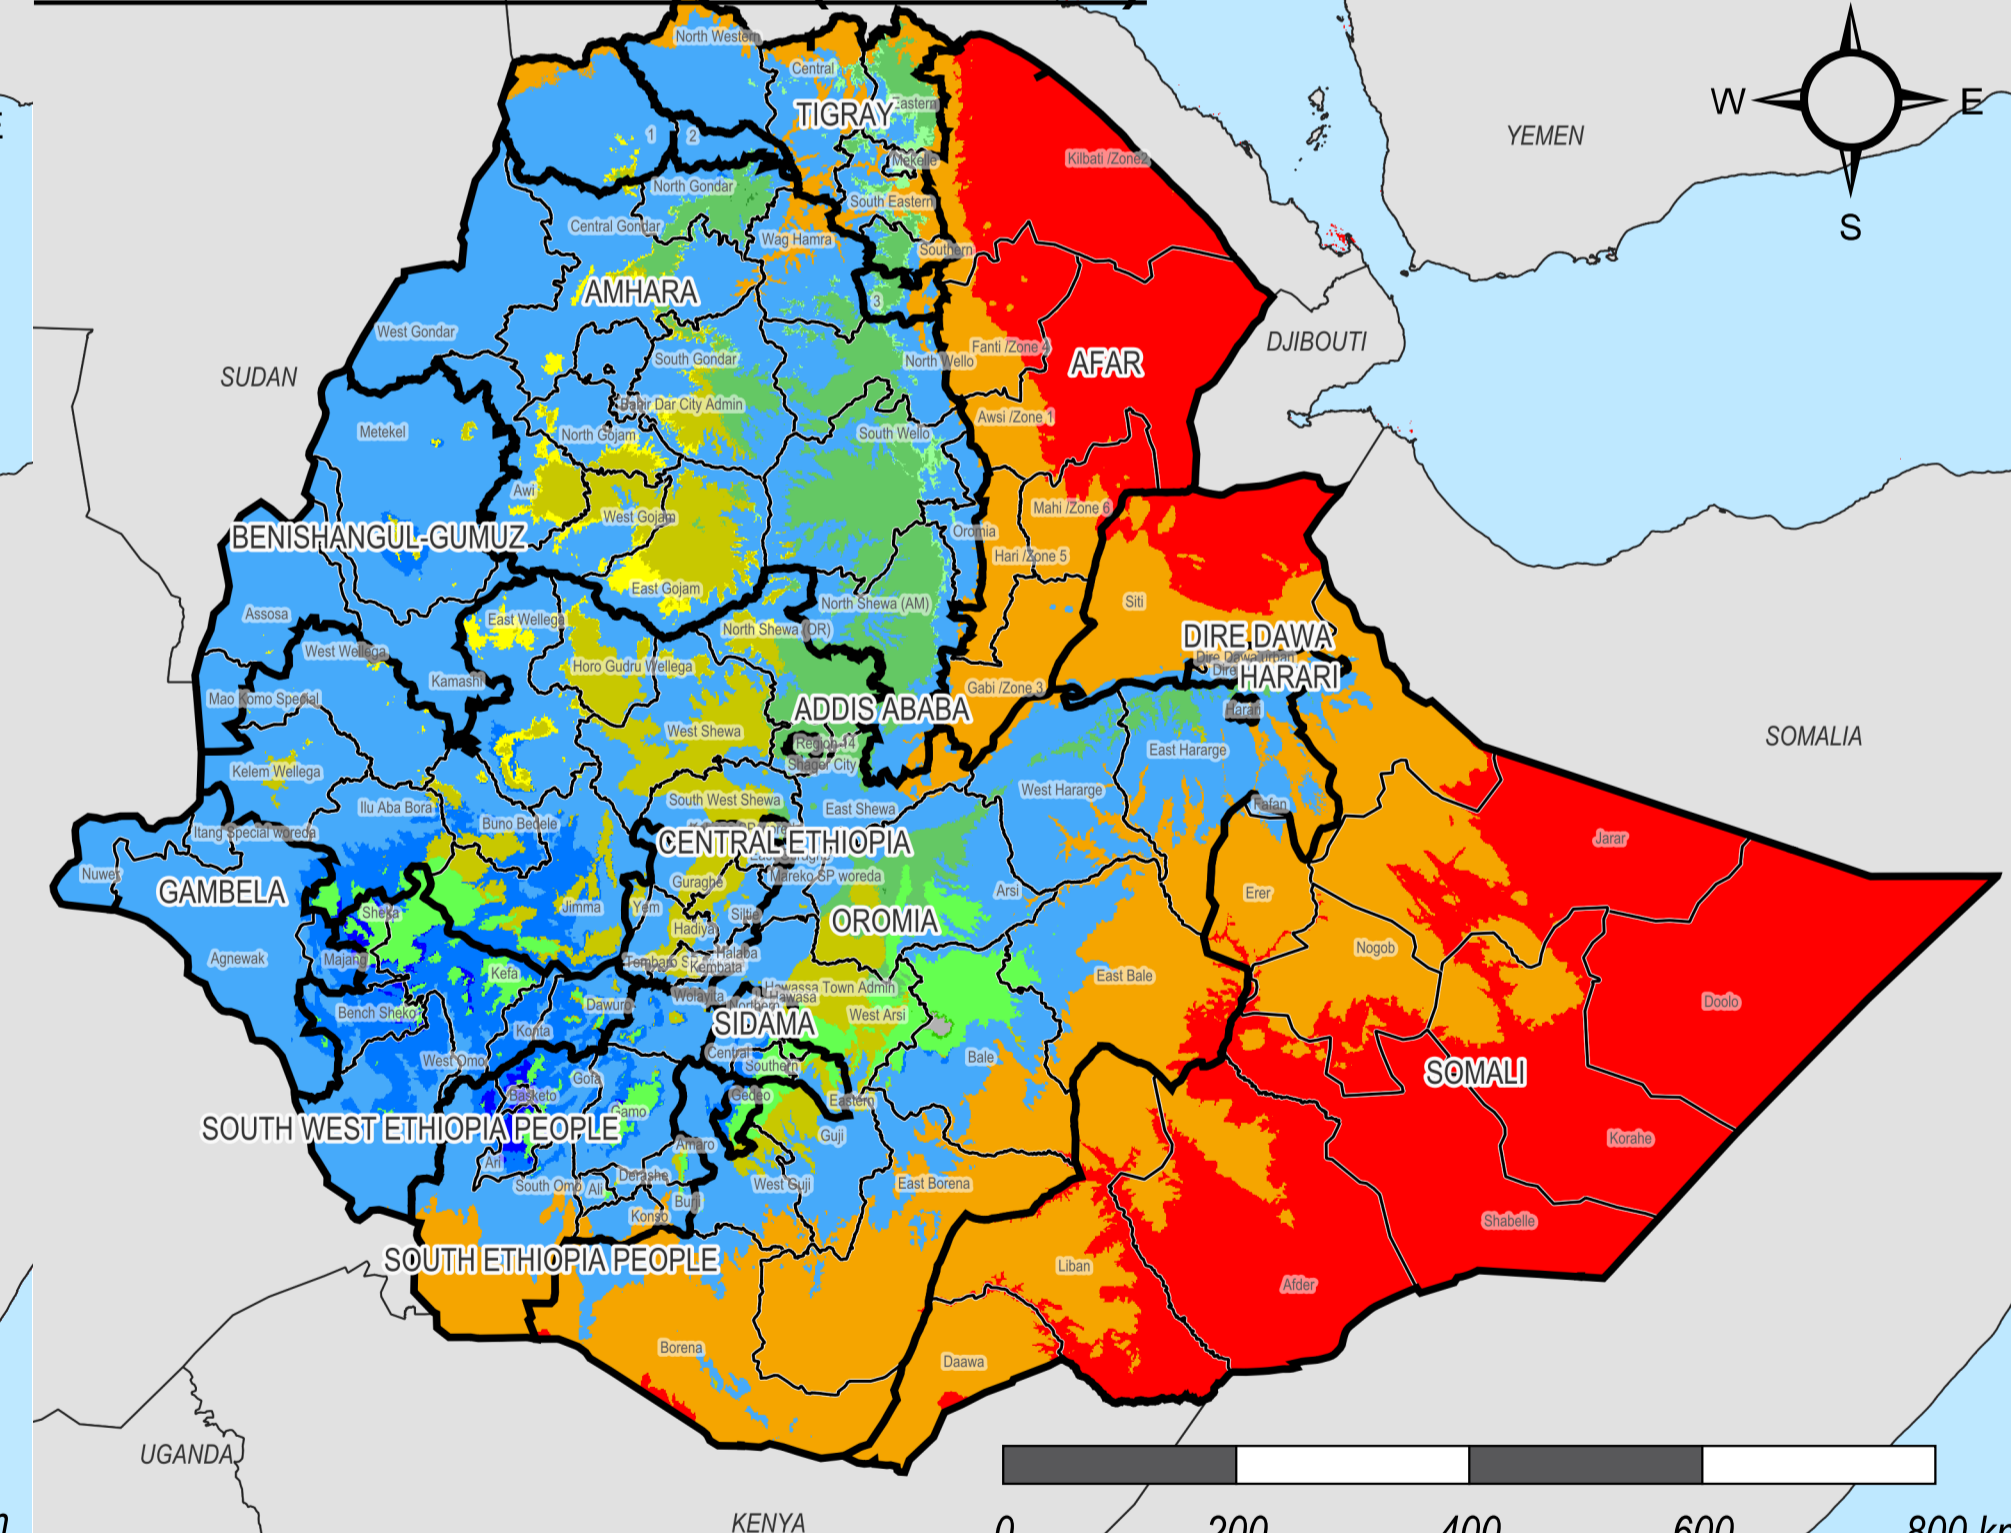 North Western
Central
TIGRAY
Eastern
Kilbati /Zone2
YEMEN
W
E
S
1
2
Mekelle
North Gondar
South Eastern
Central Gondar
Wag Hamra
Southern
AMHARA
3
West Gondar
DJIBOUTI
Fanti /Zone 4
AFAR
South Gondar
North Wello
SUDAN
Bahir Dar City Admin
Awsi /Zone 1
Metekel
North Gojam
South Wello
Awi
West Gojam
Mahi /Zone 6
BENISHANGUL-GUMUZ
Oromia
Hari /Zone 5
East Gojam
North Shewa (AM)
Siti
Assosa
East Wellega
North Shewa (OR)
DIRE DAWA
West Wellega
Dire Dawa urban
Horo Gudru Wellega
Dire
HARARI
Kamashi
Gabi /Zone 3
Mao Komo Special
ADDIS ABABA
Harari
West Shewa
SOMALIA
Region 14
East Hararge
Shager City
Kelem Wellega
West Hararge
South West Shewa
Ilu Aba Bora
East Shewa
Fafan
Buno Bedele
Itang Special woreda
CENTRAL ETHIOPIA
Jarar
Nuwer
Mareko SP woreda
Guraghe
GAMBELA
Arsi
Erer
Jimma
Yem
Sheka
Siltie
OROMIA
Hadiya
Nogob
Halaba
Agnewak
Majang
Tembaro
Kembata
Kefa
East Bale
Hawassa Town Admin
Wolayita
Hawasa
Doolo
Dawuro
Northern
Bench Sheko
West Arsi
SIDAMA
Konta
Central
Bale
West Omo
Southern
SOMALI
Gofa
Basketo
Gedeo
Eastern
Gamo
SOUTH WEST ETHIOPIA PEOPLE
Guji
Korahe
Amaro
Ari
Derashe
South Omo
Ali
West Guji
East Borena
Burji
Konso
Shabelle
SOUTH ETHIOPIA PEOPLE
Liban
Afder
Borena
Daawa
UGANDA
KENYA
0
200
400
600
800